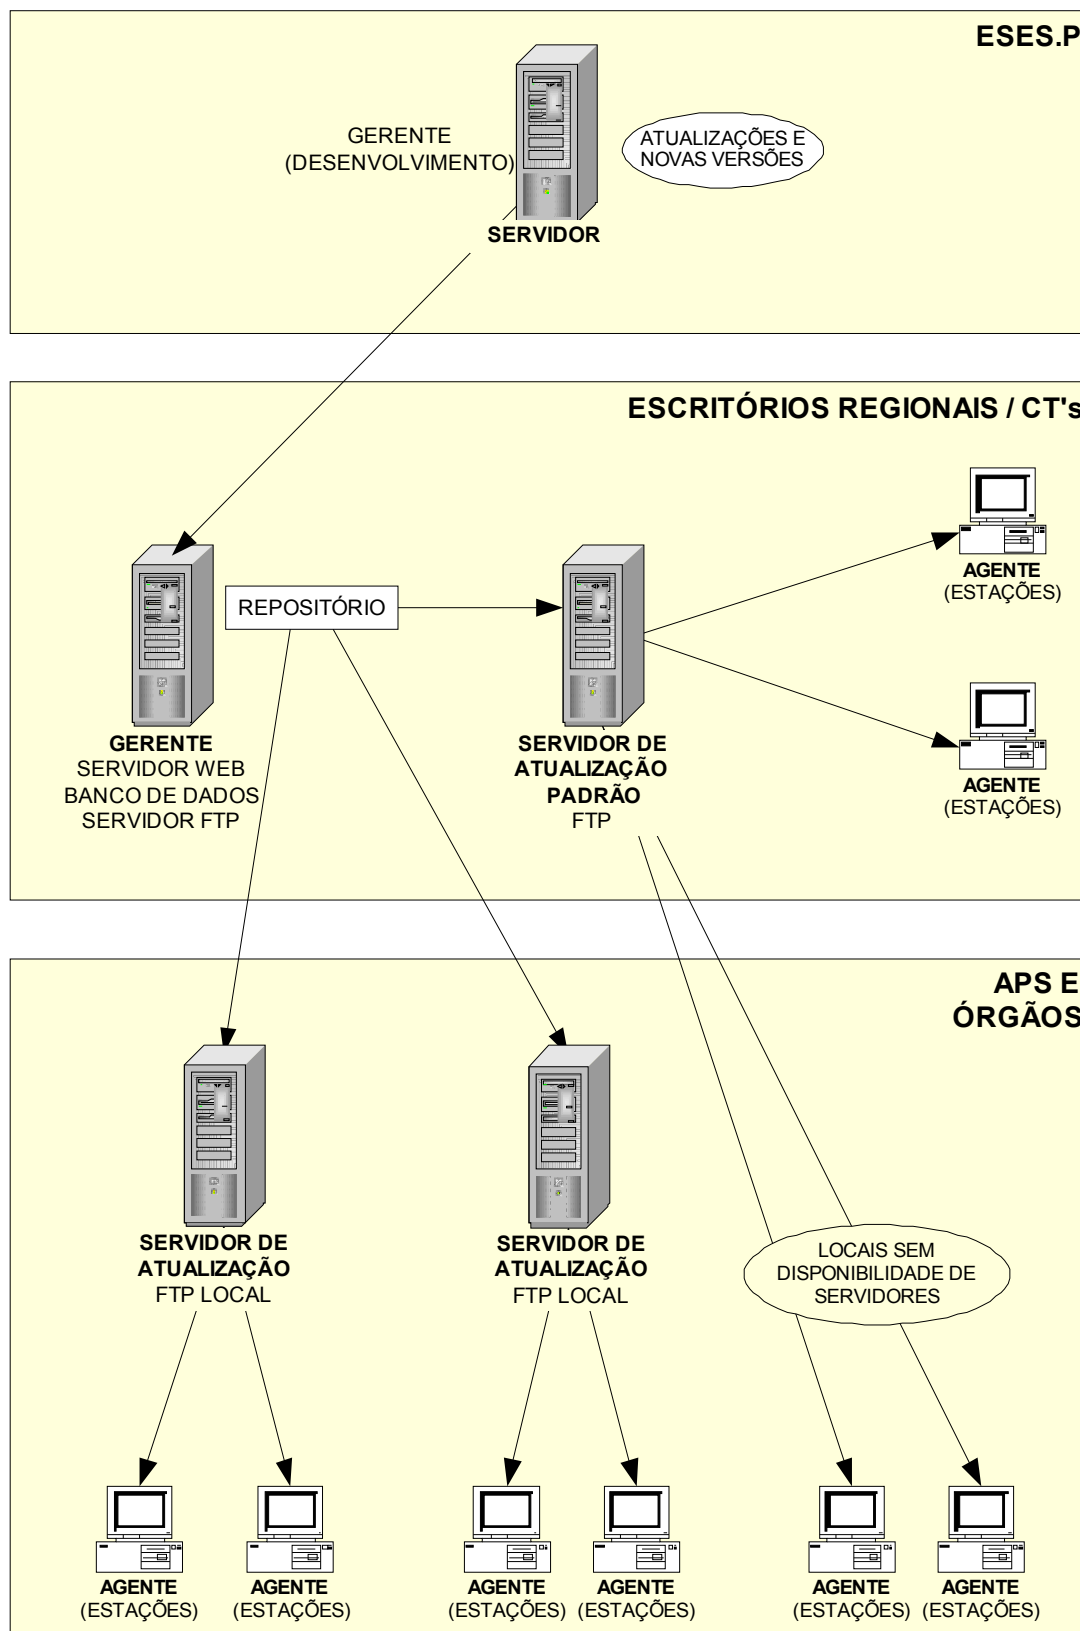 ESES.P
GERENTE
(DESENVOLVIMENTO)
ATUALIZAÇÕES E
NOVAS VERSÕES
SERVIDOR
ESCRITÓRIOS REGIONAIS / CT's
AGENTE
(ESTAÇÕES)
REPOSITÓRIO
GERENTE
SERVIDOR WEB
BANCO DE DADOS
SERVIDOR FTP
SERVIDOR DE
ATUALIZAÇÃO
PADRÃO
FTP
AGENTE
(ESTAÇÕES)
APS E
ÓRGÃOS
SERVIDOR DE
ATUALIZAÇÃO
FTP LOCAL
SERVIDOR DE
ATUALIZAÇÃO
FTP LOCAL
LOCAIS SEM
DISPONIBILIDADE DE
SERVIDORES
AGENTE
(ESTAÇÕES)
AGENTE
(ESTAÇÕES)
AGENTE
(ESTAÇÕES)
AGENTE
(ESTAÇÕES)
AGENTE
(ESTAÇÕES)
AGENTE
(ESTAÇÕES)